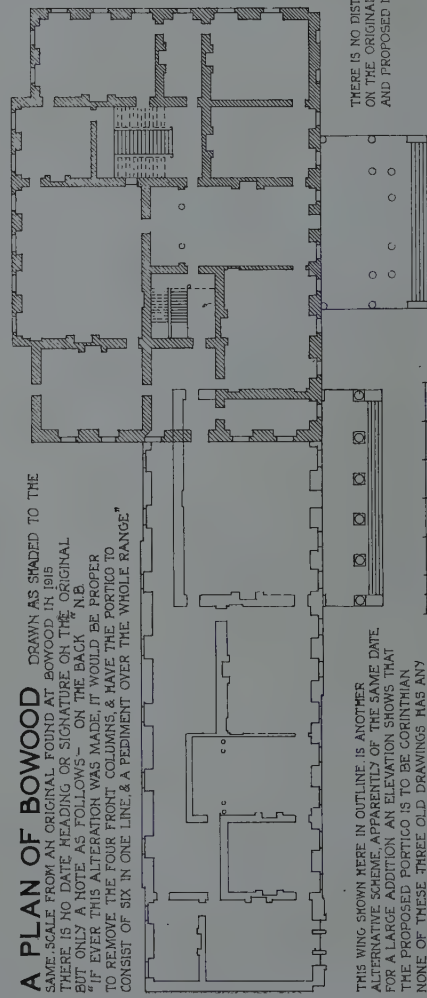 A PLAN OF BOWOOD DRAWN AS SHADED TO THE
SAME SCALE FROM AN ORIGINAL FOUND AT BOWOOD IN 1915
THERE IS NO DATE HEADING OR SIGNATURE ON THE ORIGINAL
BUT ONLY A NOTE AS FOLLOWS – ON THE BACK " N.B.
"IF EVER THIS ALTERATION WAS MADE, IT WOULD BE PROPER
TO REMOVE THE FOUR FRONT COLUMNS, & HAVE THE PORTICO TO
CONSIST OF SIX IN ONE LINE, & A PEDIMENT OVER THE WHOLE RANGE"
THIS WING SHOWN HERE IN OUTLINE, IS ANOTHER
ALTERNATIVE SCHEME, APPARENTLY OF THE SAME DATE
FOR A LARGE ADDITION AN ELEVATION SHOWS THAT
THE PROPOSED PORTICO IS TO BE CORINTHIAN
NONE OF THESE THREE OLD DRAWINGS HAS ANY
THERE IS NO DIST
ON THE ORIGINAL
AND PROPOSED